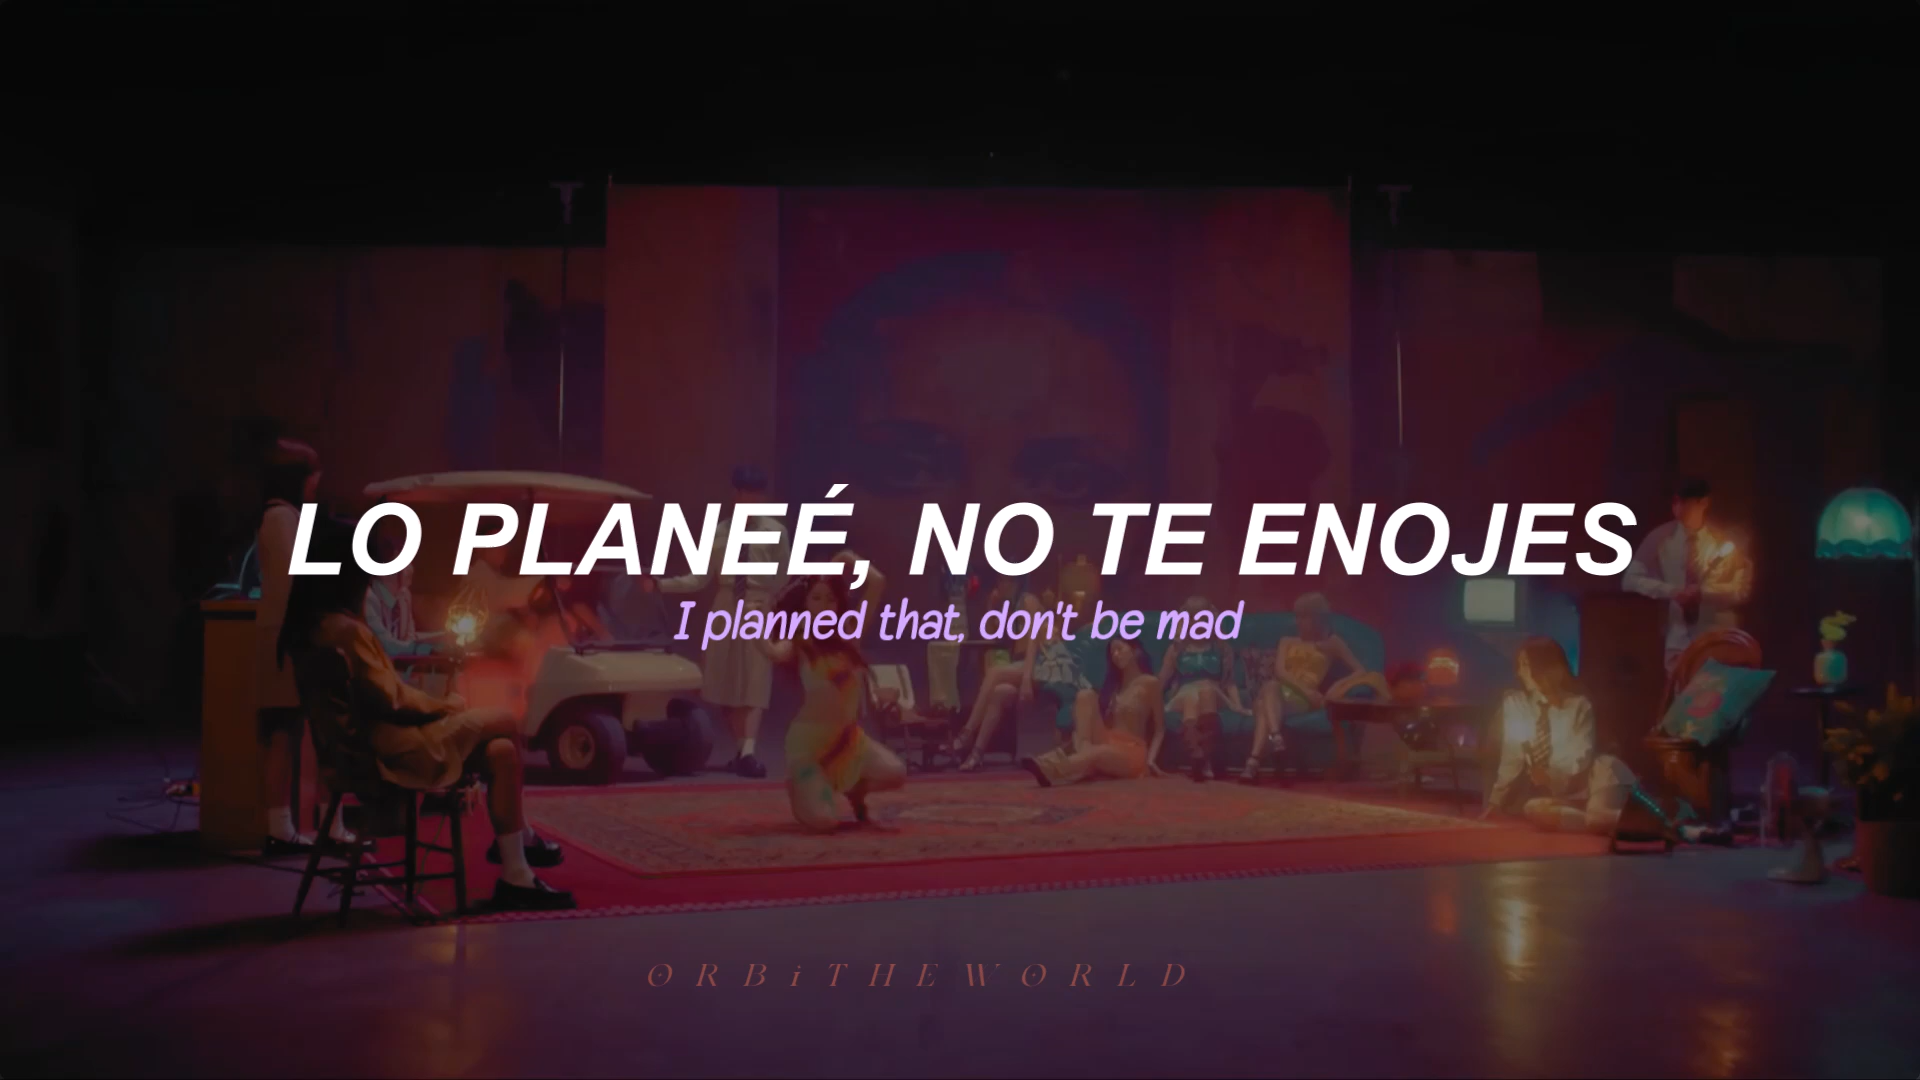 LO PLANEÉ, NO TE ENOJES
I planned that, don't be mad
ORBiTHEWORLD